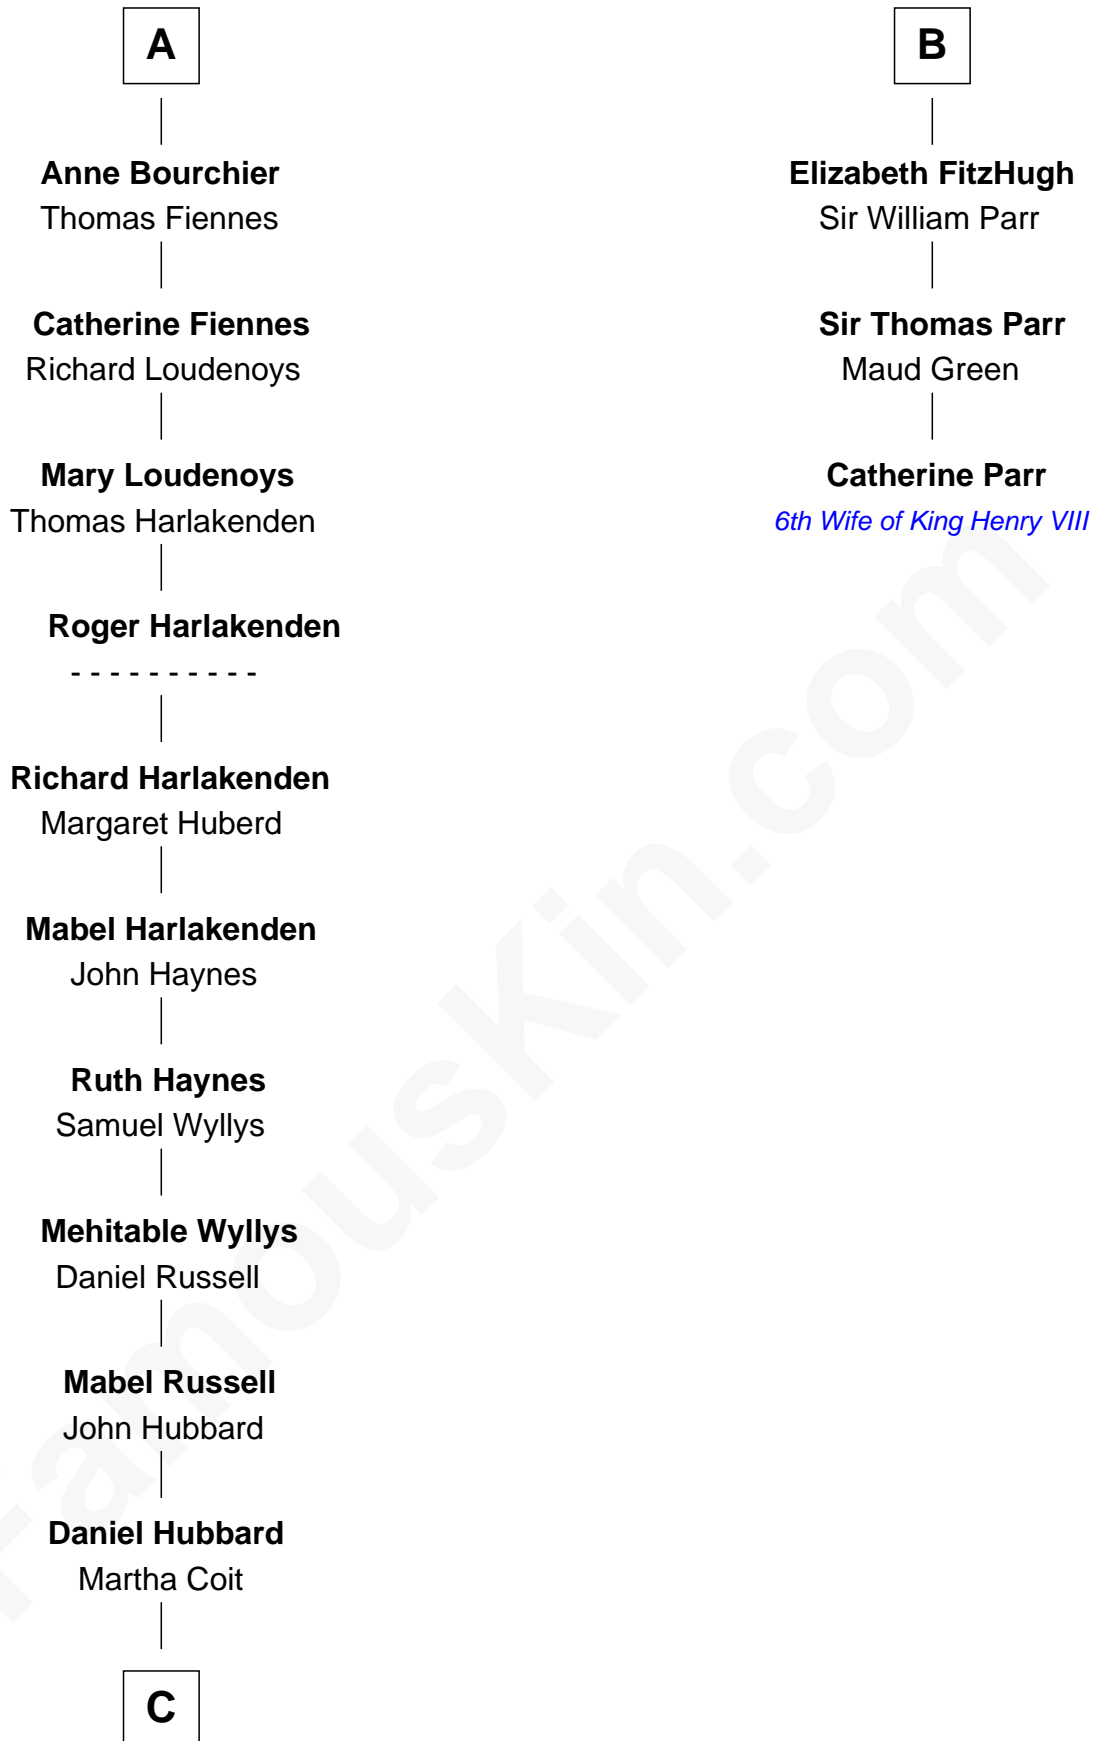 A
Anne Bourchier
Thomas Fiennes
Catherine Fiennes
Richard Loudenoys
Mary Loudenoys
Thomas Harlakenden
Roger Harlakenden
- - - - - - - - - -
Richard Harlakenden
Margaret Huberd
Mabel Harlakenden
John Haynes
Ruth Haynes
Samuel Wyllys
Mehitable Wyllys
Daniel Russell
Mabel Russell
John Hubbard
Daniel Hubbard
Martha Coit
C
B
Elizabeth FitzHugh
Sir William Parr
Sir Thomas Parr
Maud Green
Catherine Parr
6th Wife of King Henry VIII
FamousKin.com